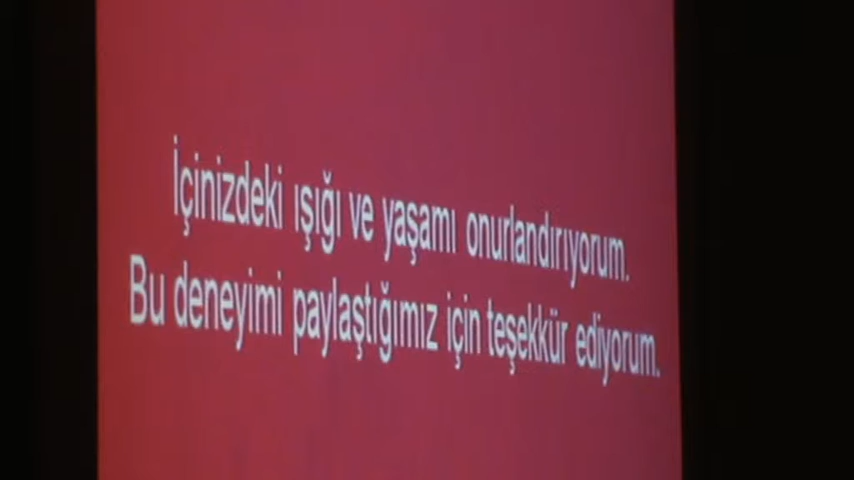 İçinizdeki ışığı ve yaşamı onurlandırıyorum.
Bu deneyimi paylaştığımız için teşekkür ediyorum.